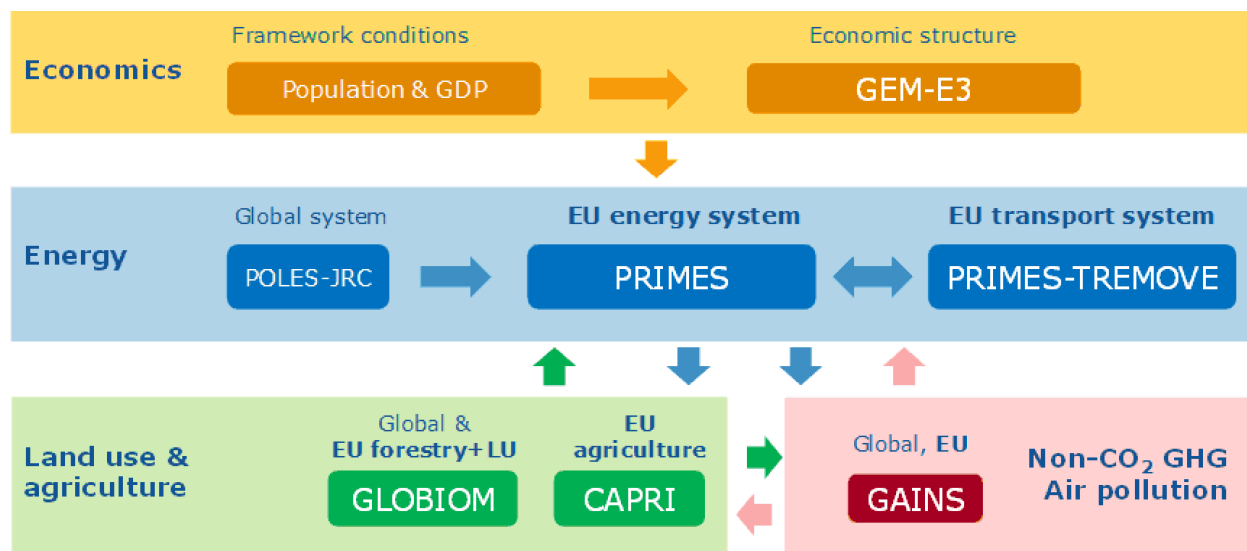 Framework conditions
Economic structure
Economics
Population & GDP
GEM-E3
Global system
EU energy system
EU transport system
Energy
POLES-JRC
PRIMES
PRIMES-TREMOVE
Global &
EU forestry+LU
EU
agriculture
Land use &
agriculture
GLOBIOM
CAPRI
Global, EU
GAINS
Non-CO₂ GHG
Air pollution